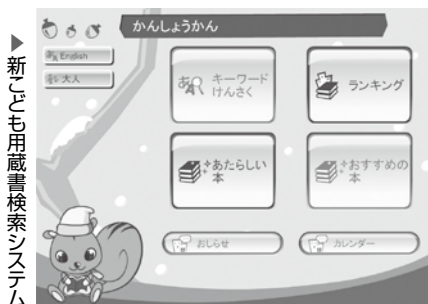 ▶新こども用蔵書検索システム
かんしょうかん
あA English
大人
キーワード
けんさく
ランキング
あたらしい
本
おすすめの
本
おしらせ
カレンダー